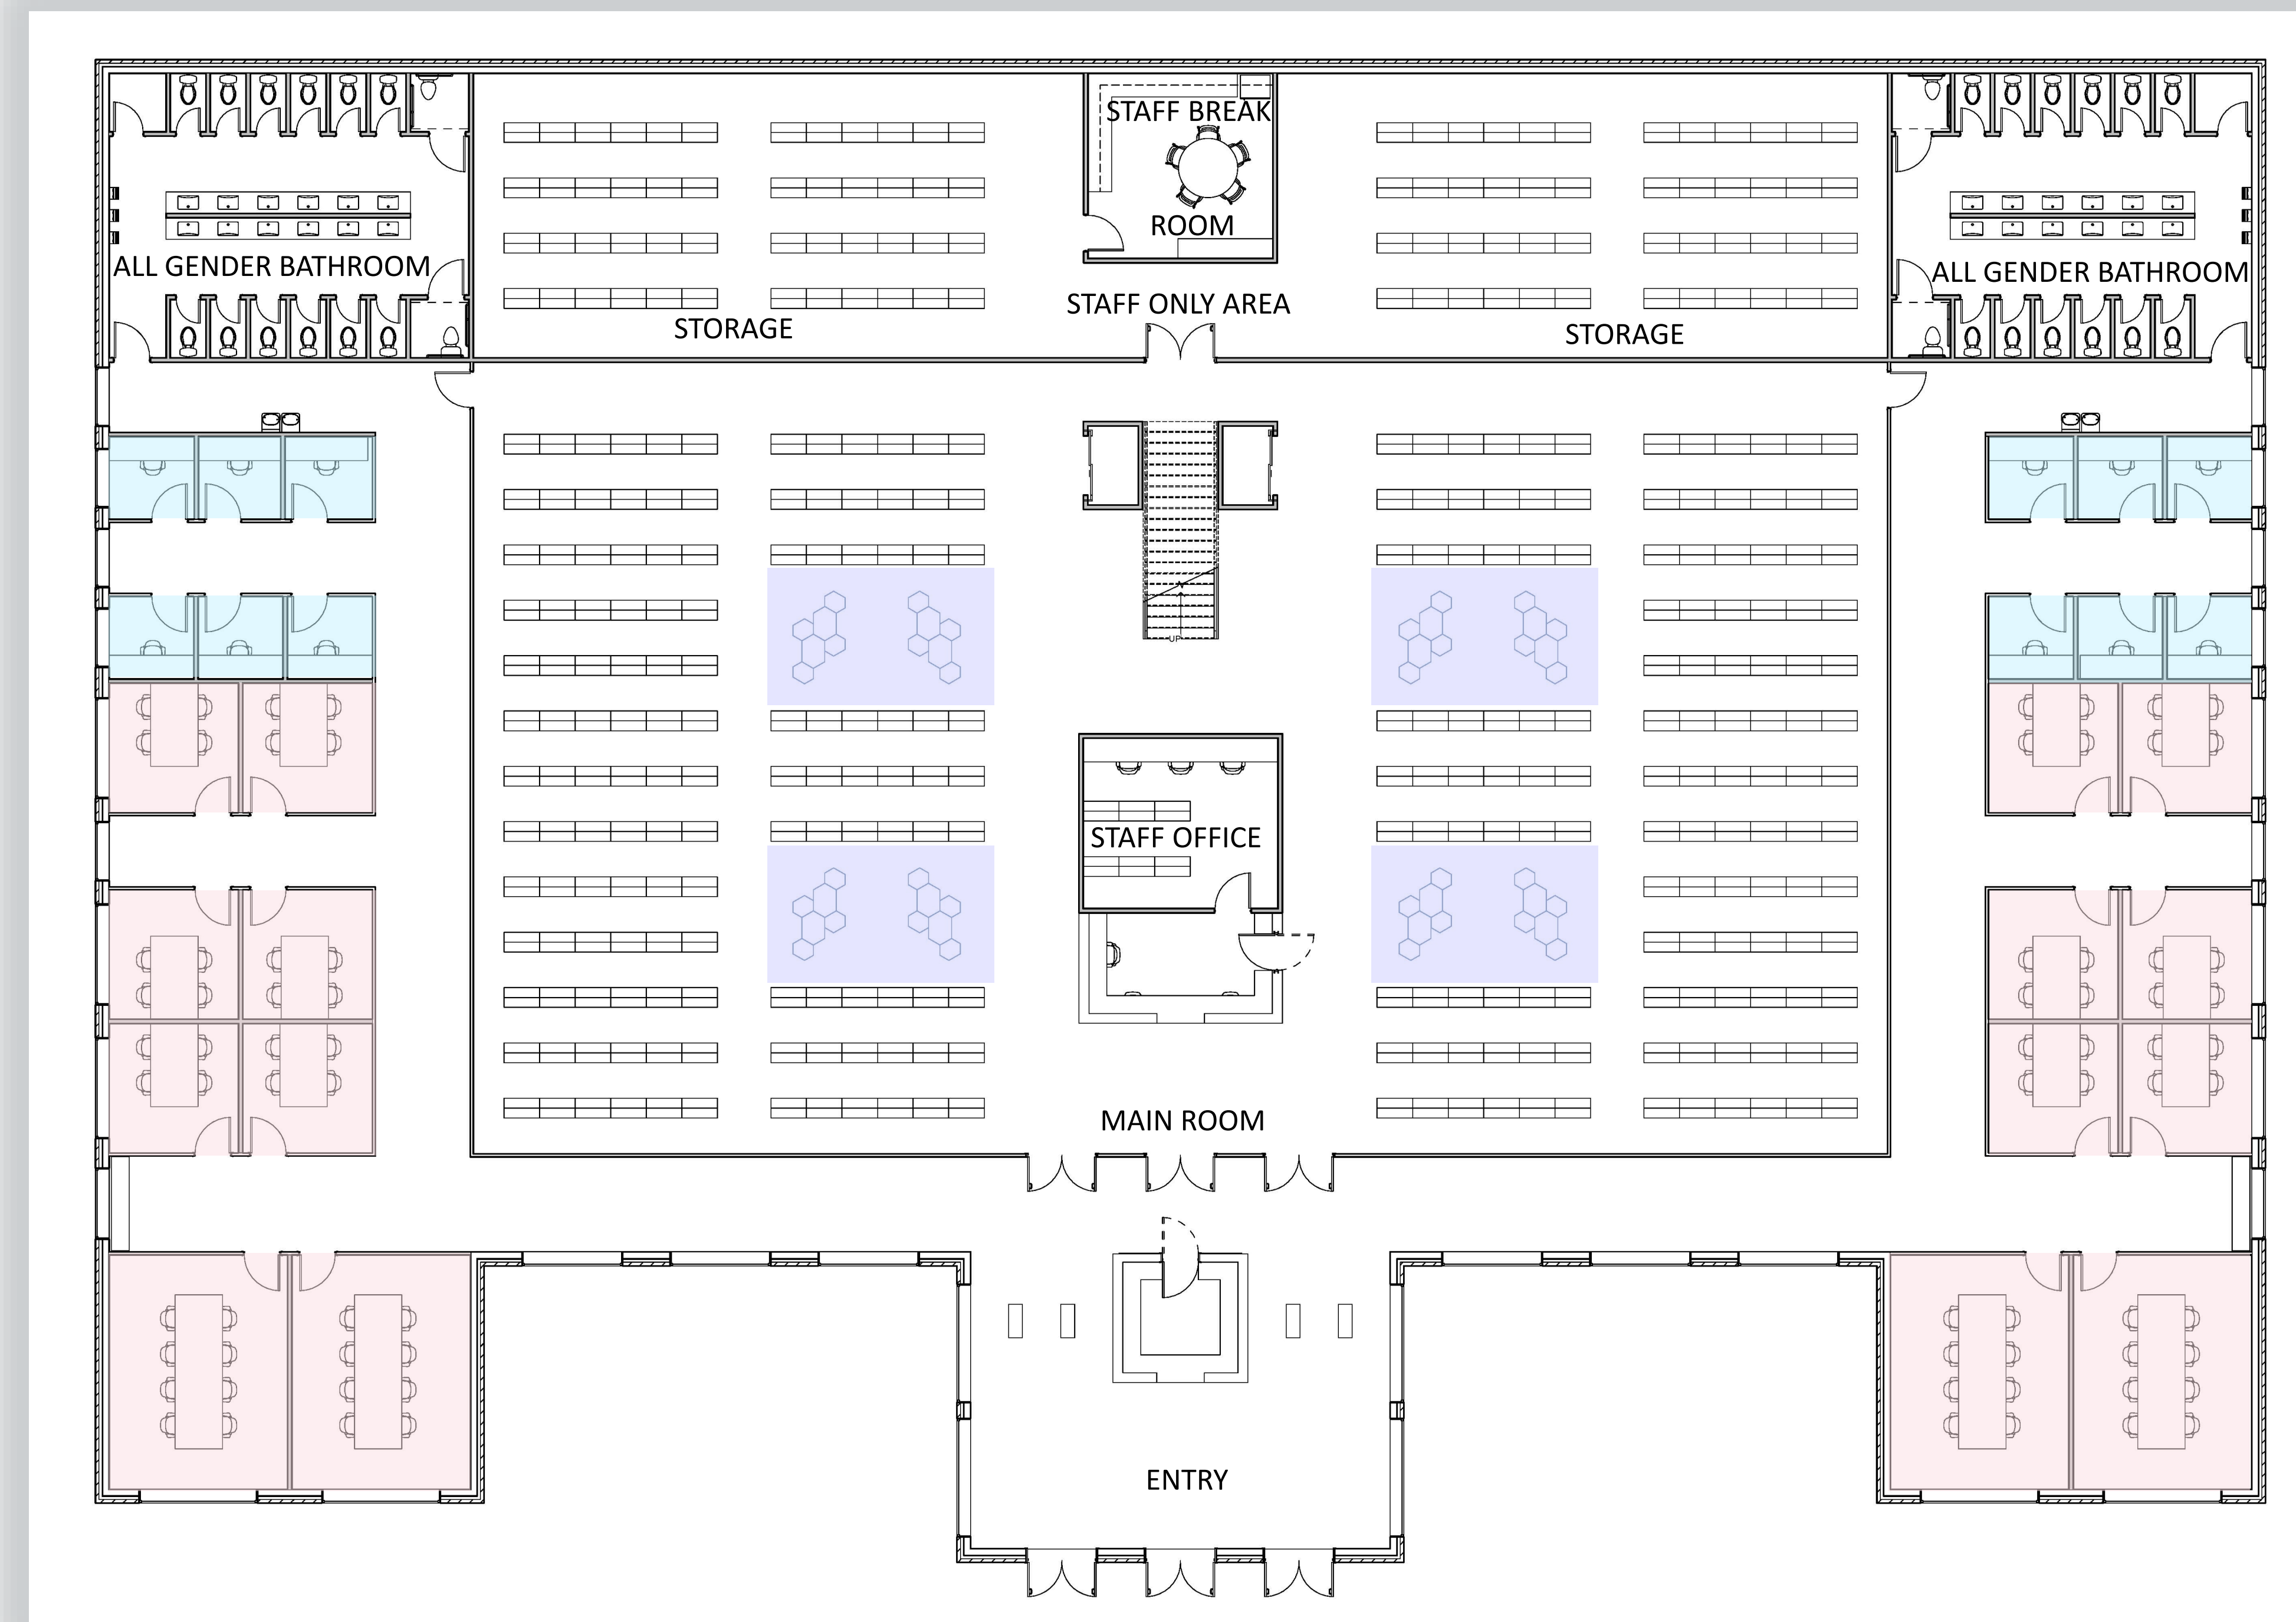 STAFF BREAK
ROOM
ALL GENDER BATHROOM
ALL GENDER BATHROOM
STAFF ONLY AREA
STORAGE
STORAGE
UP
STAFF OFFICE
MAIN ROOM
ENTRY